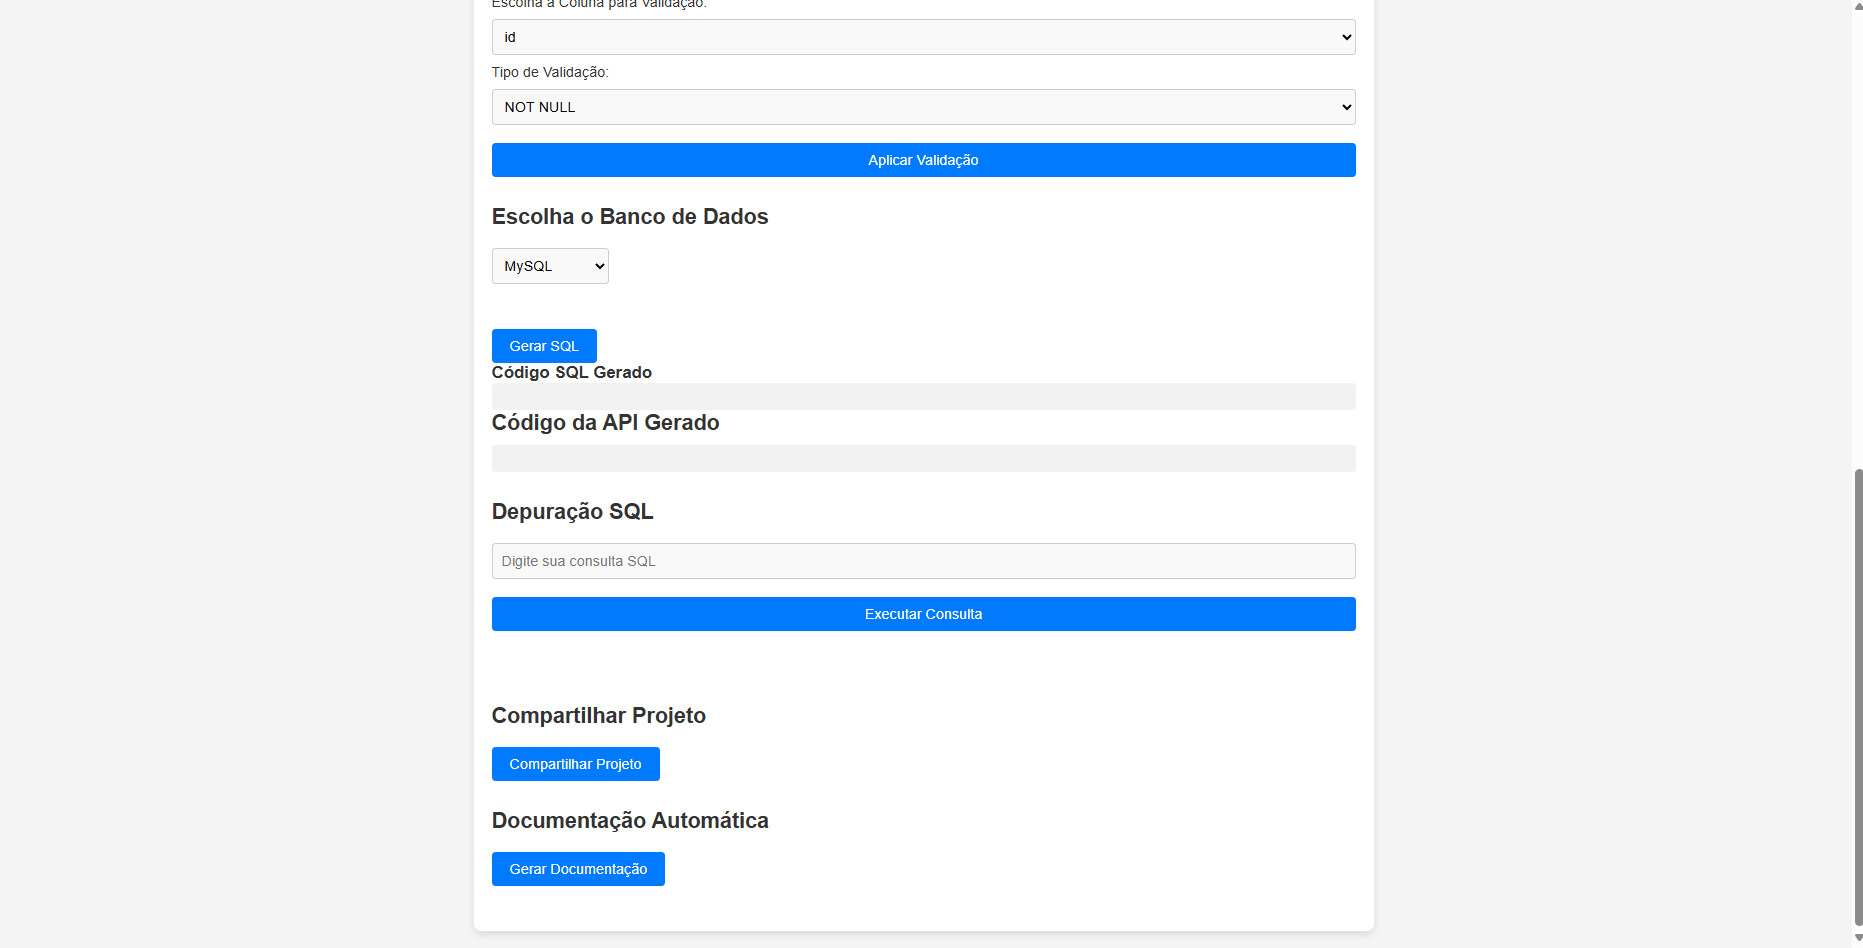 Escolha a Coluna para Validação:
id
Tipo de Validação:
NOT NULL
Aplicar Validação
Escolha o Banco de Dados
MySQL
Gerar SQL
Código SQL Gerado
Código da API Gerado
Depuração SQL
Digite sua consulta SQL
Executar Consulta
Compartilhar Projeto
Compartilhar Projeto
Documentação Automática
Gerar Documentação